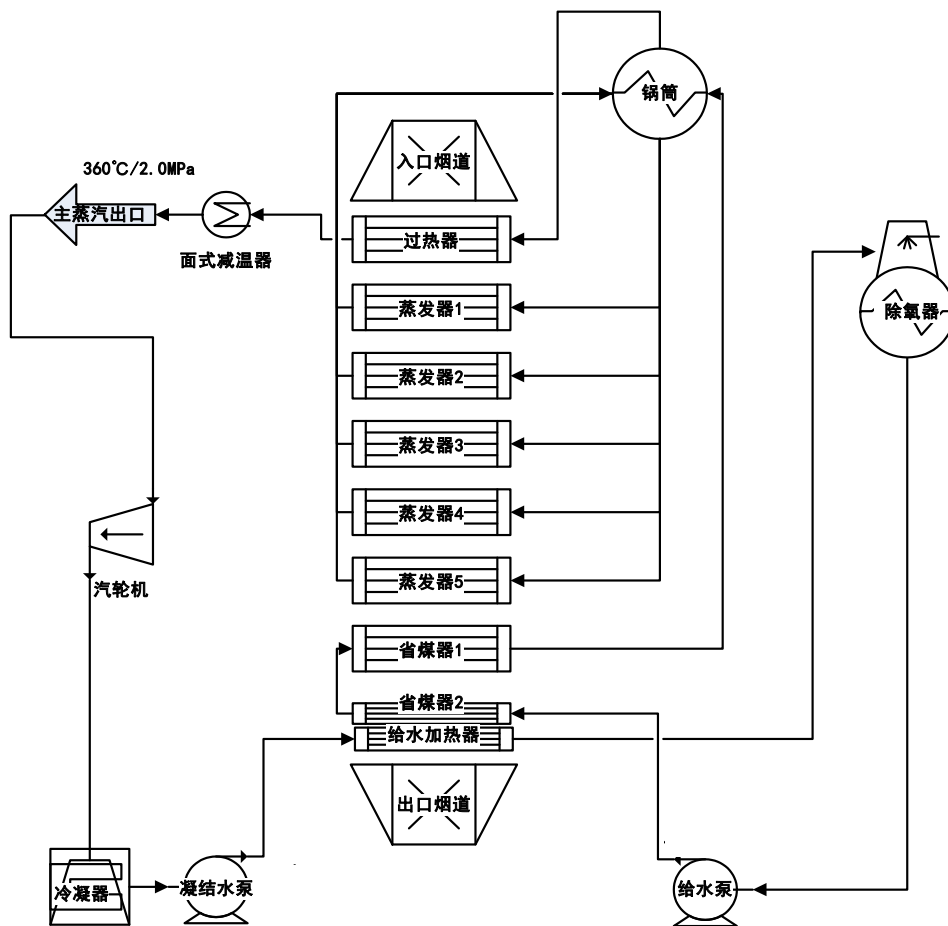 锅筒
入口烟道
360℃/2.0MPa
主蒸汽出口
过热器
面式减温器
蒸发器1
除氧器
蒸发器2
蒸发器3
蒸发器4
汽轮机
蒸发器5
省煤器1
省煤器2
给水加热器
出口烟道
冷凝器
凝结水泵
给水泵